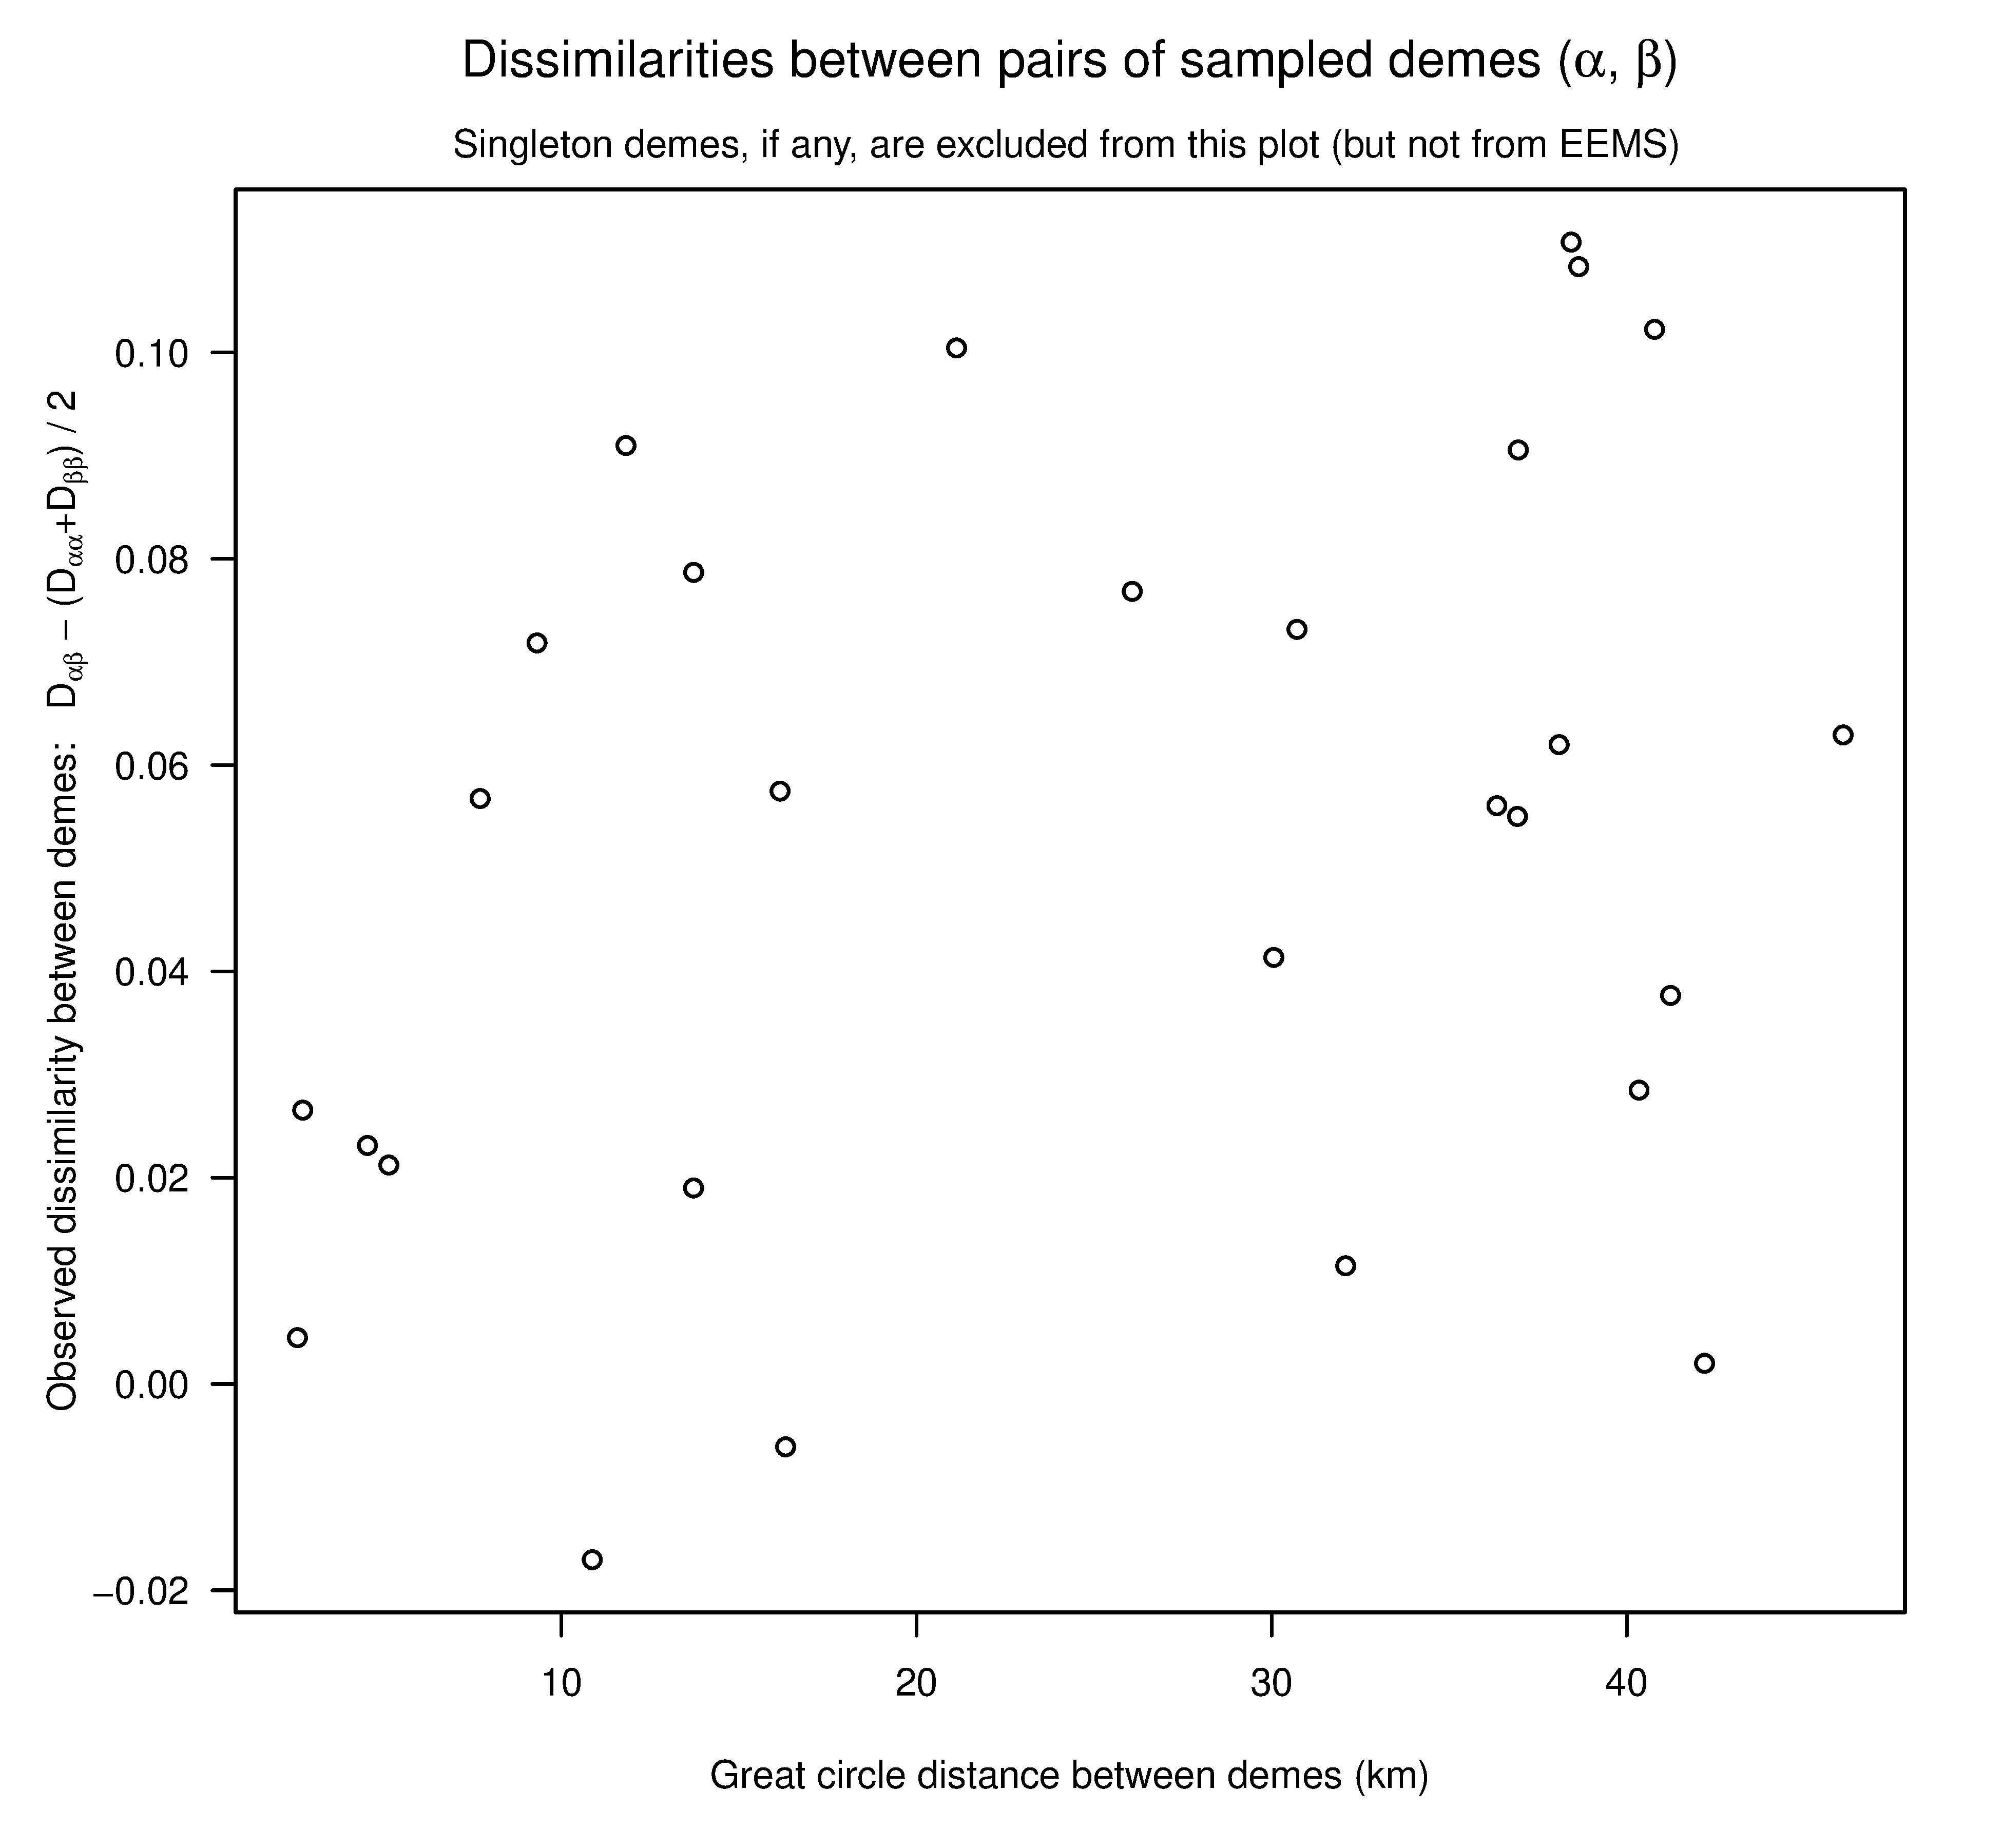 Dissimilarities between pairs of sampled demes (α, β)
Singleton demes, if any, are excluded from this plot (but not from EEMS)
Observed dissimilarity between demes: Dαβ − (Dαα+Dββ) / 2
0.10
0.08
0.06
0.04
0.02
0.00
−0.02
10 20 30 40
Great circle distance between demes (km)